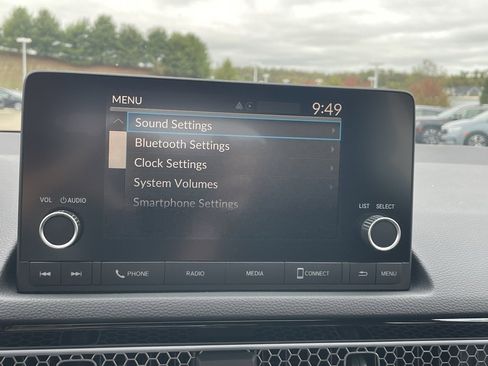 MENU 9:49
Sound Settings
Bluetooth Settings
Clock Settings
System Volumes
Smartphone Settings
VOL AUDIO LIST SELECT
PHONE RADIO MEDIA CONNECT MENU